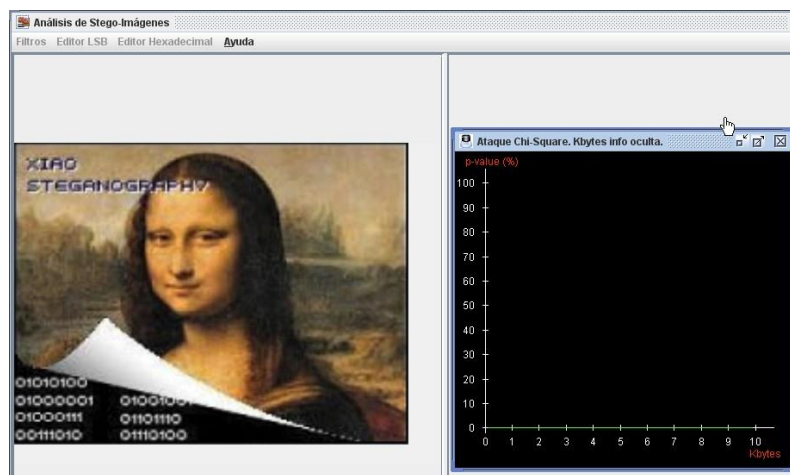 Análisis de Stego-Imágenes
Filtros Editor LSB Editor Hexadecimal Ayuda
XIAO
STEGANOGRAPHY
01010100
01000001 01001001
01000111 01101110
00111010 01110100
Ataque Chi-Square. Kbytes info oculta.
p-value (%)
100
90
80
70
60
50
40
30
20
10
0
0 1 2 3 4 5 6 7 8 9 10
Kbytes